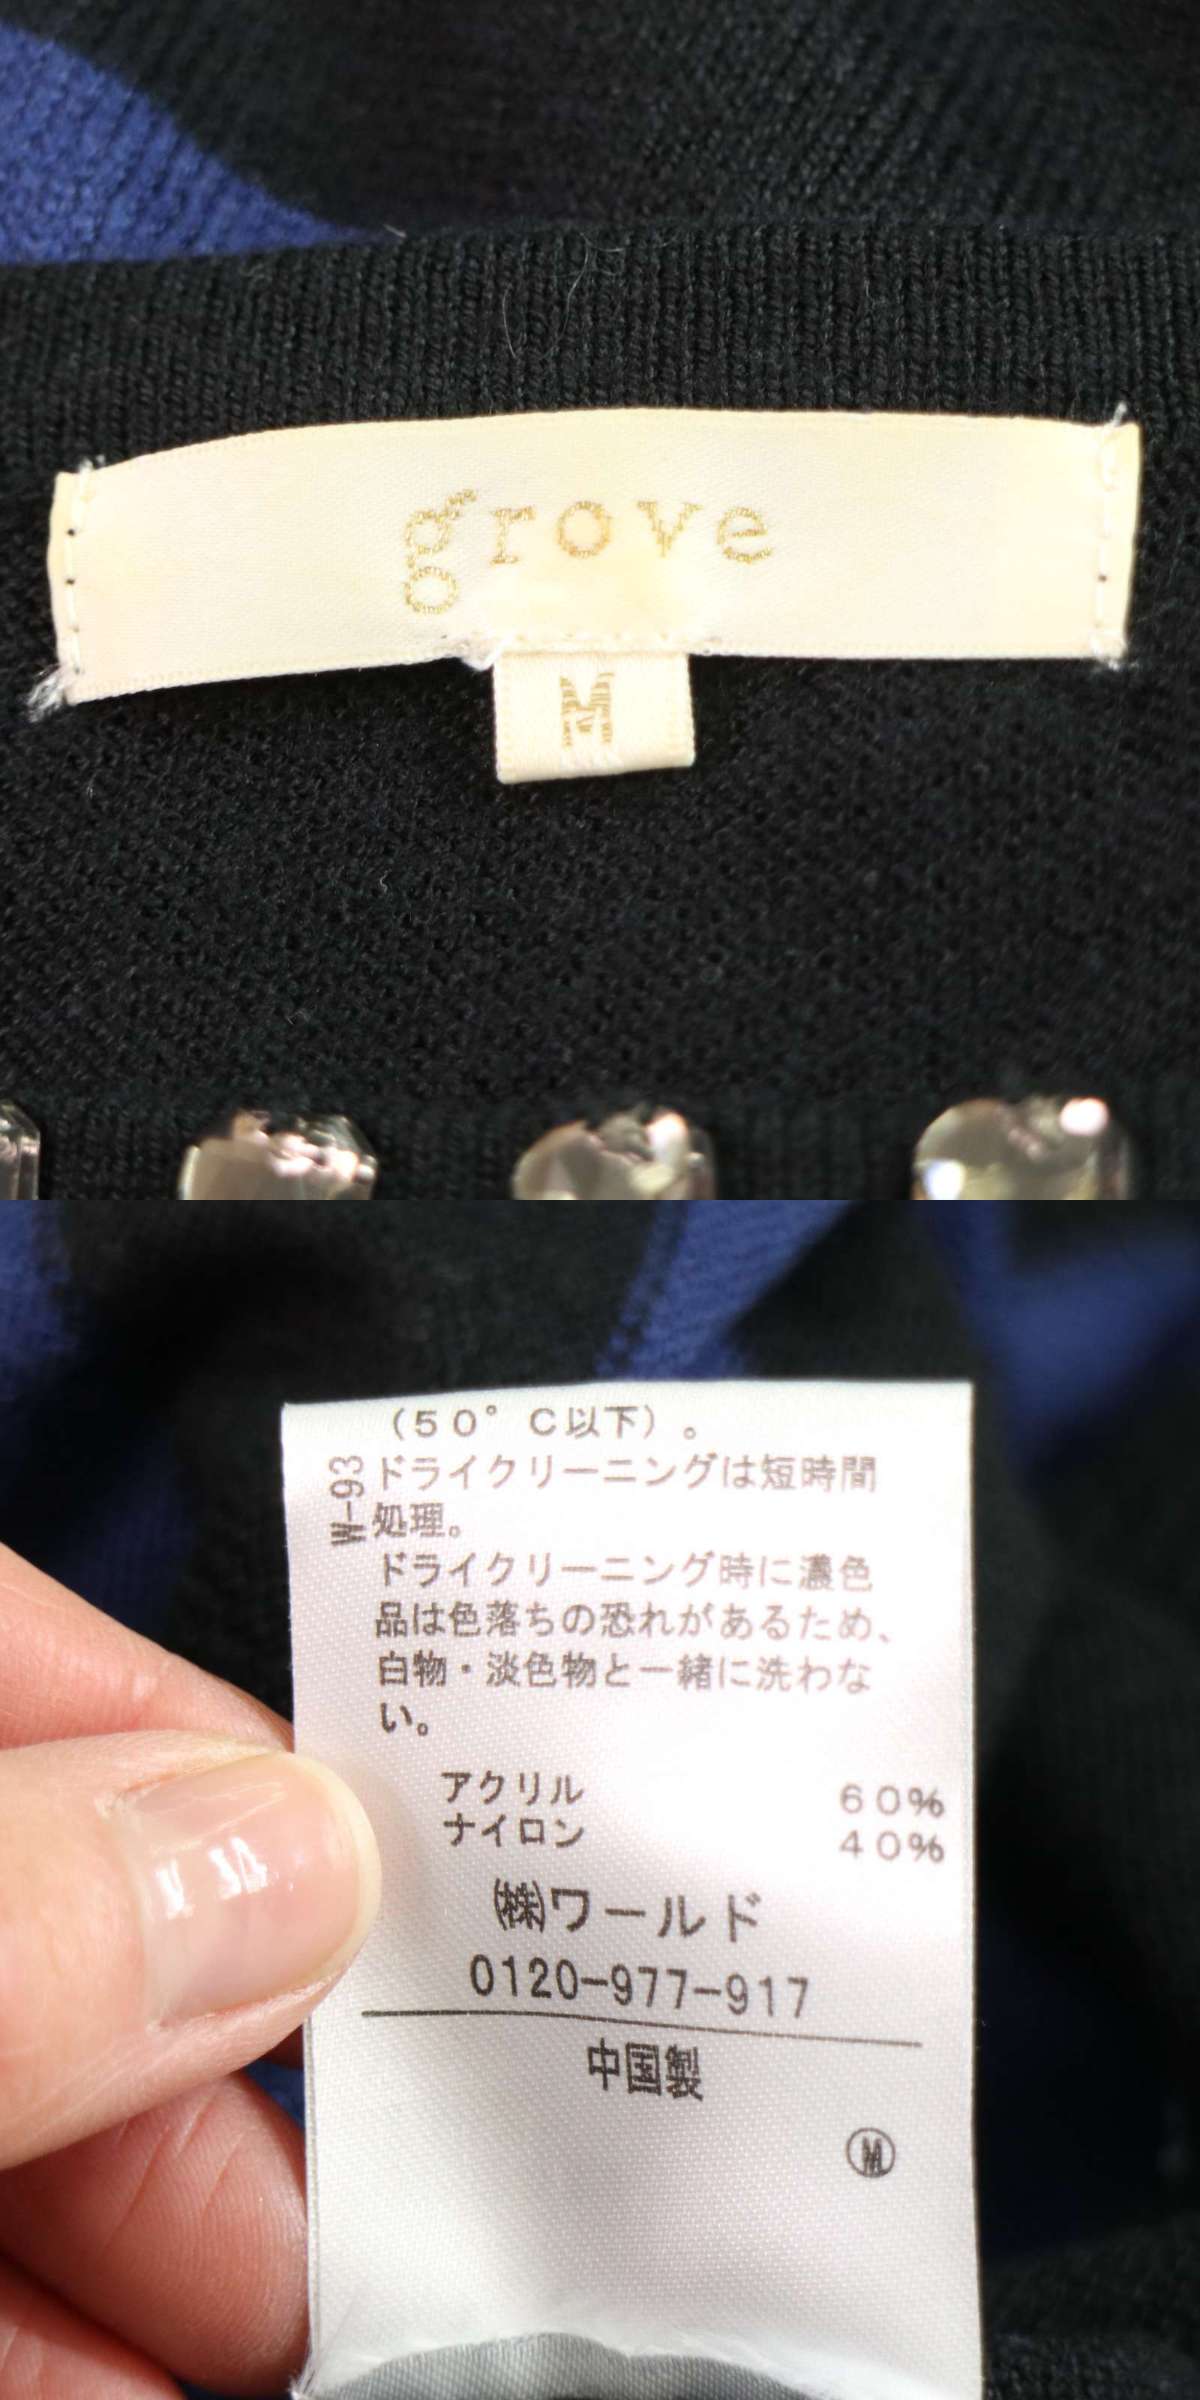 grove
M
(50°C以下)。
W-93
ドライクリーニングは短時間
処理。
ドライクリーニング時に濃色
品は色落ちの恐れがあるため、
白物・淡色物と一緒に洗わな
い。
アクリル 60%
ナイロン 40%
㈱ワールド
0120-977-917
中国製
Ⓜ